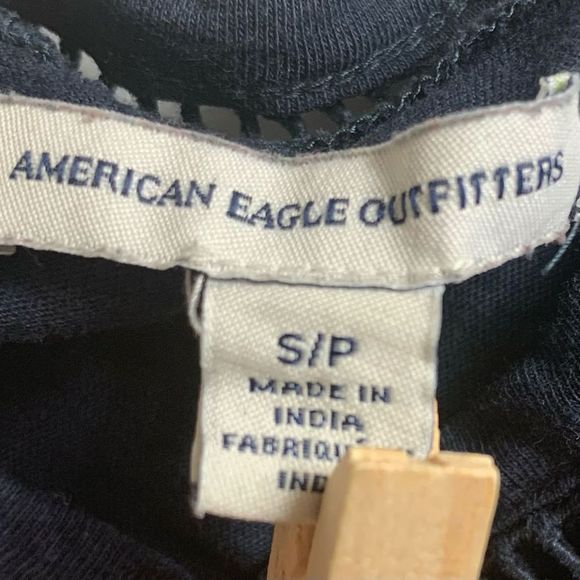 AMERICAN EAGLE OUTFITTERS
S/P
MADE IN
INDIA